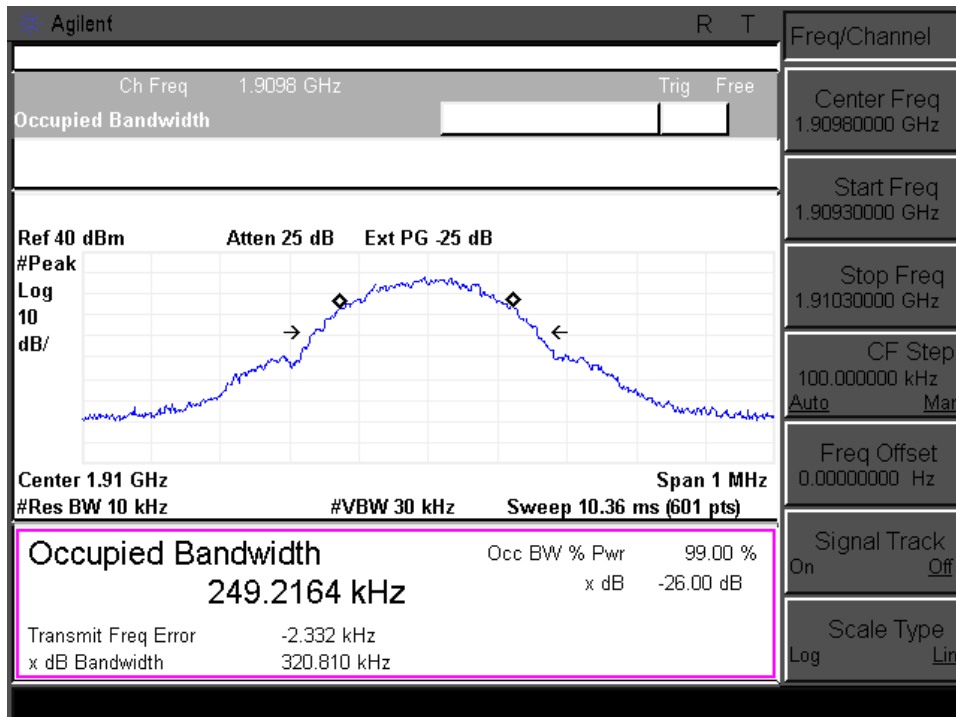 Agilent R T
Ch Freq 1.9098 GHz Trig Free
Occupied Bandwidth
Ref 40 dBm Atten 25 dB Ext PG -25 dB
#Peak
Log
10
dB/
Center 1.91 GHz Span 1 MHz
#Res BW 10 kHz #VBW 30 kHz Sweep 10.36 ms (601 pts)
Occupied Bandwidth Occ BW % Pwr 99.00 %
249.2164 kHz x dB -26.00 dB
Transmit Freq Error -2.332 kHz
x dB Bandwidth 320.810 kHz
Freq/Channel
Center Freq
1.90980000 GHz
Start Freq
1.90930000 GHz
Stop Freq
1.91030000 GHz
CF Step
100.000000 kHz
Auto Man
Freq Offset
0.00000000 Hz
Signal Track
On Off
Scale Type
Log Lin